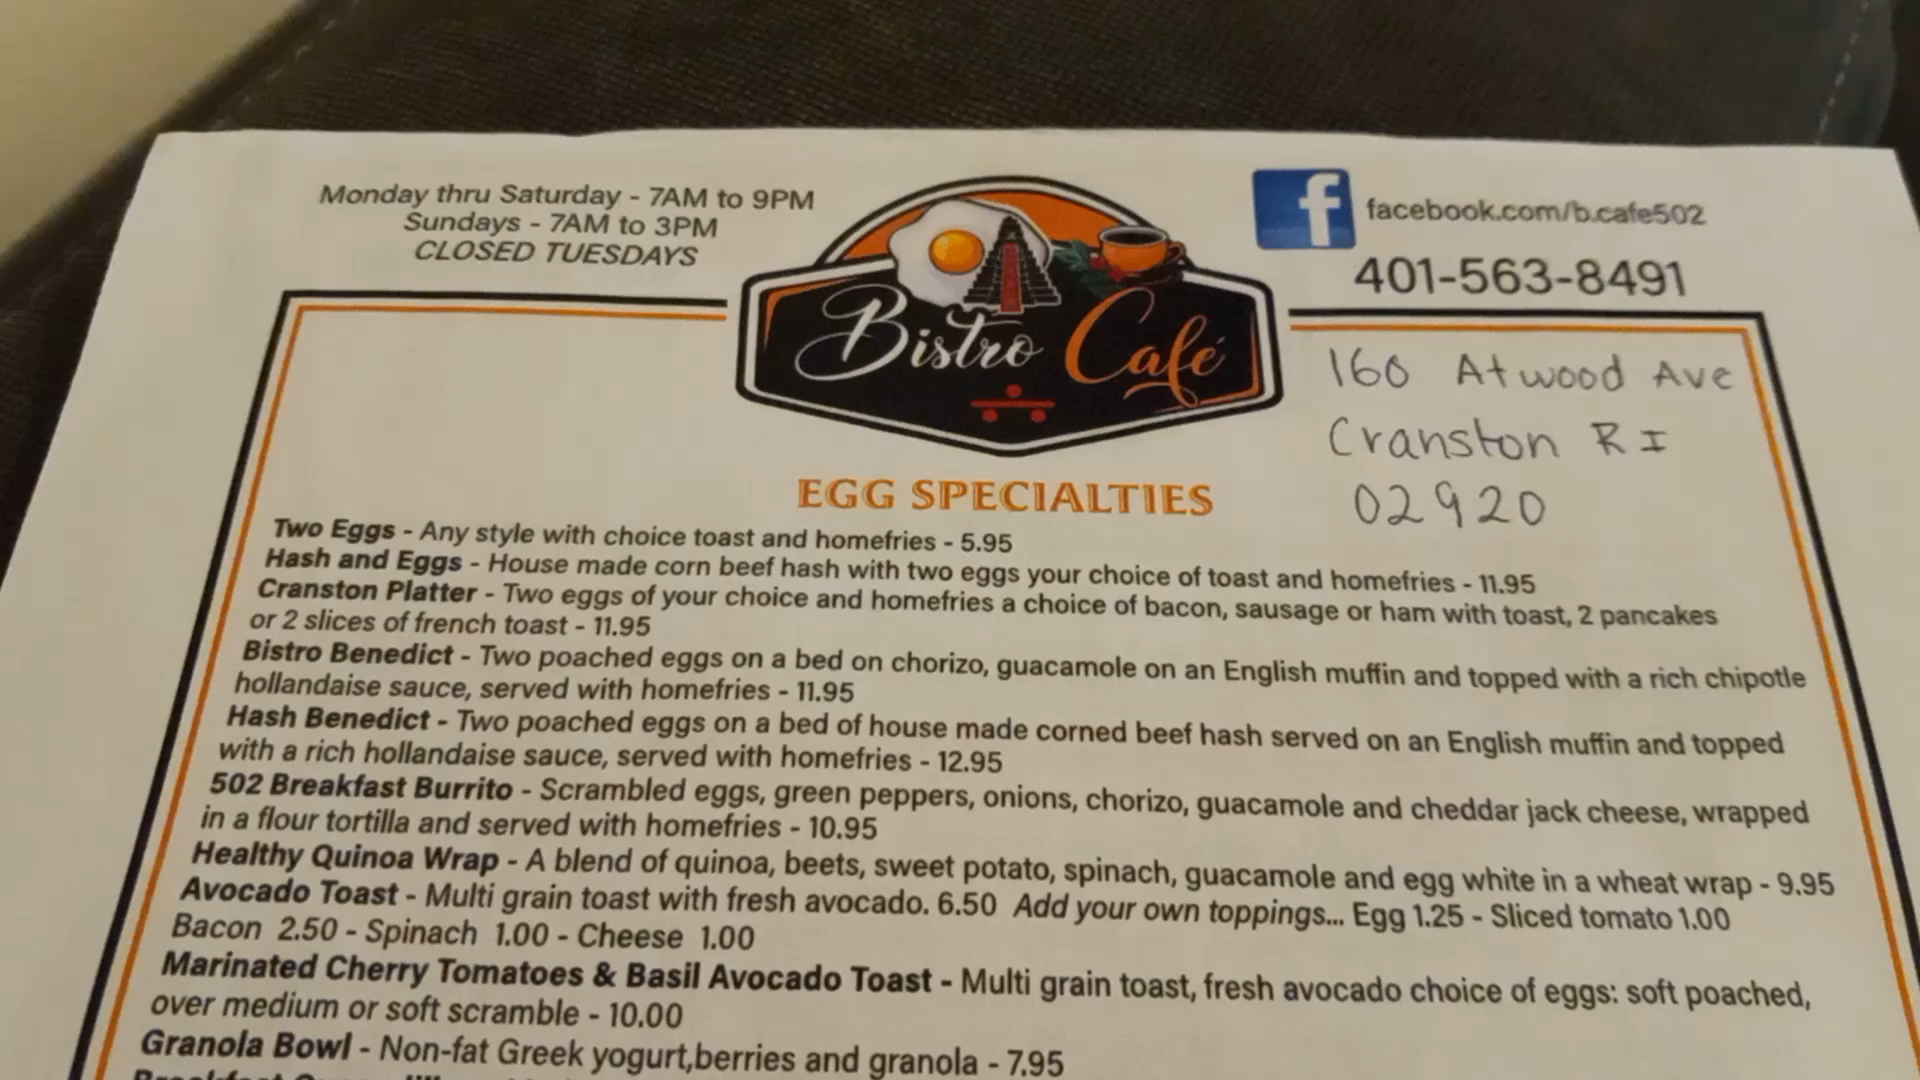 Monday thru Saturday - 7AM to 9PM
Sundays - 7AM to 3PM
CLOSED TUESDAYS
Bistro Café
f
facebook.com/b.cafe502
401-563-8491
160 Atwood Ave
Cranston RI
02920
EGG SPECIALTIES
Two Eggs - Any style with choice toast and homefries - 5.95
Hash and Eggs - House made corn beef hash with two eggs your choice of toast and homefries - 11.95
Cranston Platter - Two eggs of your choice and homefries a choice of bacon, sausage or ham with toast, 2 pancakes
or 2 slices of french toast - 11.95
Bistro Benedict - Two poached eggs on a bed on chorizo, guacamole on an English muffin and topped with a rich chipotle
hollandaise sauce, served with homefries - 11.95
Hash Benedict - Two poached eggs on a bed of house made corned beef hash served on an English muffin and topped
with a rich hollandaise sauce, served with homefries - 12.95
502 Breakfast Burrito - Scrambled eggs, green peppers, onions, chorizo, guacamole and cheddar jack cheese, wrapped
in a flour tortilla and served with homefries - 10.95
Healthy Quinoa Wrap - A blend of quinoa, beets, sweet potato, spinach, guacamole and egg white in a wheat wrap - 9.95
Avocado Toast - Multi grain toast with fresh avocado. 6.50 Add your own toppings... Egg 1.25 - Sliced tomato 1.00
Bacon 2.50 - Spinach 1.00 - Cheese 1.00
Marinated Cherry Tomatoes & Basil Avocado Toast - Multi grain toast, fresh avocado choice of eggs: soft poached,
over medium or soft scramble - 10.00
Granola Bowl - Non-fat Greek yogurt,berries and granola - 7.95